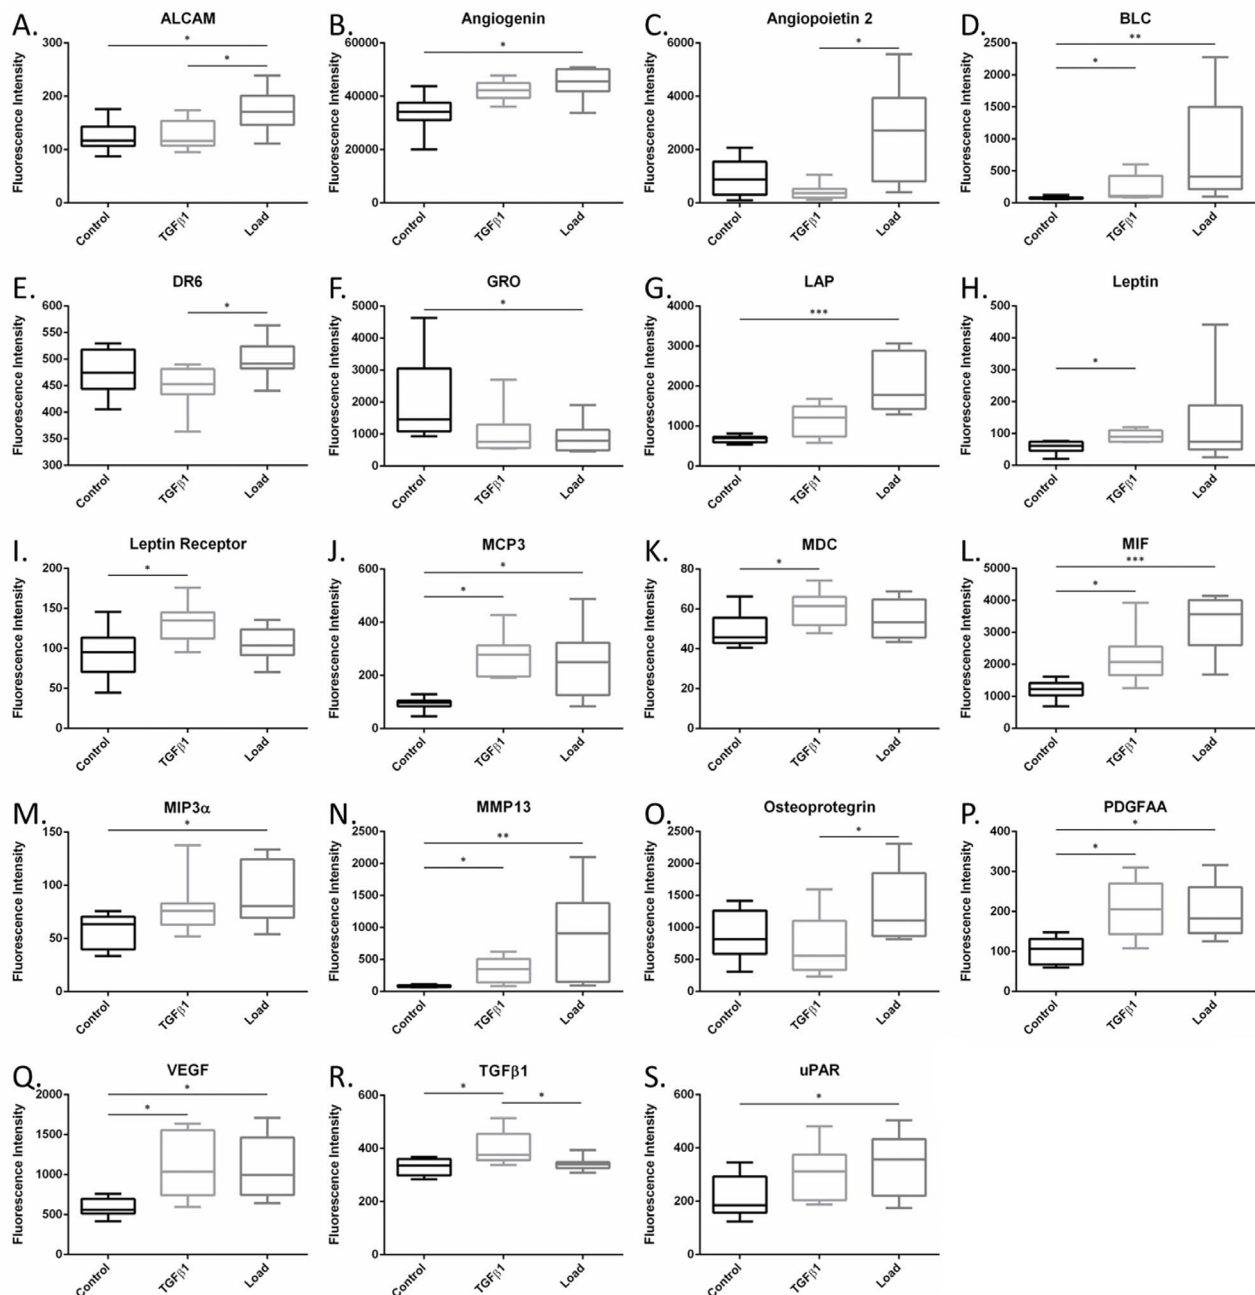 A.
ALCAM
Fluorescence Intensity
300
200
100
0
*
*
Control
TGFβ1
Load
B.
Angiogenin
Fluorescence Intensity
60000
40000
20000
0
*
Control
TGFβ1
Load
C.
Angiopoietin 2
Fluorescence Intensity
6000
4000
2000
0
*
Control
TGFβ1
Load
D.
BLC
Fluorescence Intensity
2500
2000
1500
1000
500
0
**
*
Control
TGFβ1
Load
E.
DR6
Fluorescence Intensity
600
550
500
450
400
350
300
*
Control
TGFβ1
Load
F.
GRO
Fluorescence Intensity
5000
4000
3000
2000
1000
0
*
Control
TGFβ1
Load
G.
LAP
Fluorescence Intensity
4000
3000
2000
1000
0
***
Control
TGFβ1
Load
H.
Leptin
Fluorescence Intensity
500
400
300
200
100
0
*
Control
TGFβ1
Load
I.
Leptin Receptor
Fluorescence Intensity
200
150
100
50
0
*
Control
TGFβ1
Load
J.
MCP3
Fluorescence Intensity
600
400
200
0
*
*
Control
TGFβ1
Load
K.
MDC
Fluorescence Intensity
80
60
40
20
0
*
Control
TGFβ1
Load
L.
MIF
Fluorescence Intensity
5000
4000
3000
2000
1000
0
***
*
Control
TGFβ1
Load
M.
MIP3α
Fluorescence Intensity
150
100
50
0
*
Control
TGFβ1
Load
N.
MMP13
Fluorescence Intensity
2500
2000
1500
1000
500
0
**
*
Control
TGFβ1
Load
O.
Osteoprotegrin
Fluorescence Intensity
2500
2000
1500
1000
500
0
*
Control
TGFβ1
Load
P.
PDGFAA
Fluorescence Intensity
400
300
200
100
0
*
*
Control
TGFβ1
Load
Q.
VEGF
Fluorescence Intensity
2000
1500
1000
500
0
*
*
Control
TGFβ1
Load
R.
TGFβ1
Fluorescence Intensity
600
400
200
0
*
*
Control
TGFβ1
Load
S.
uPAR
Fluorescence Intensity
600
400
200
0
*
Control
TGFβ1
Load